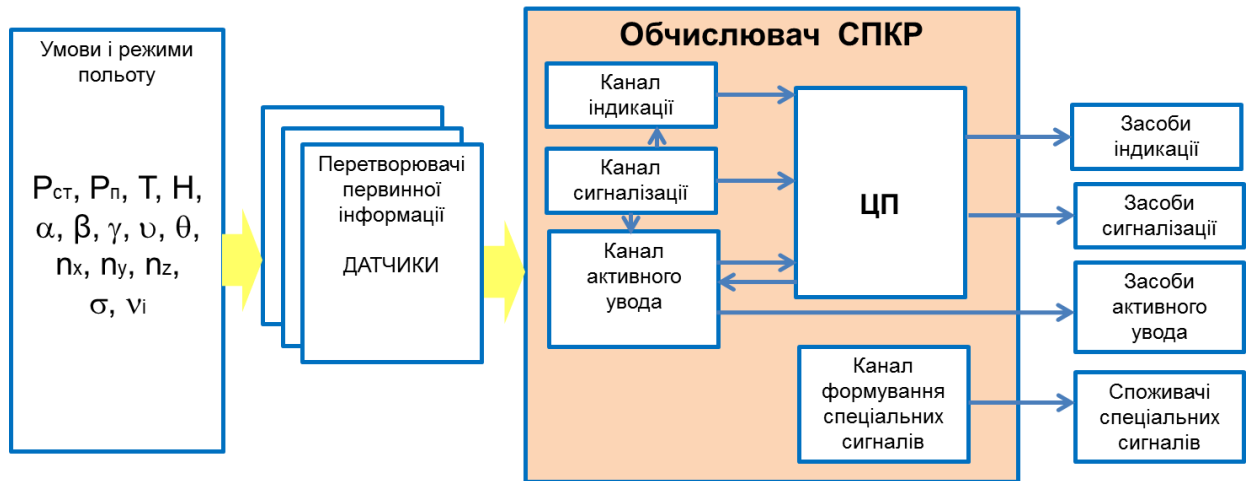 Умови і режими
польоту
Pст, Pп, T, H,
α, β, γ, υ, θ,
nx, ny, nz,
σ, νi
Перетворювачі
первинної
інформації
ДАТЧИКИ
Обчислювач СПКР
Канал
індикації
Канал
сигналізації
Канал
активного
увода
ЦП
Канал
формування
спеціальних
сигналів
Засоби
індикації
Засоби
сигналізації
Засоби
активного
увода
Споживачі
спеціальних
сигналів